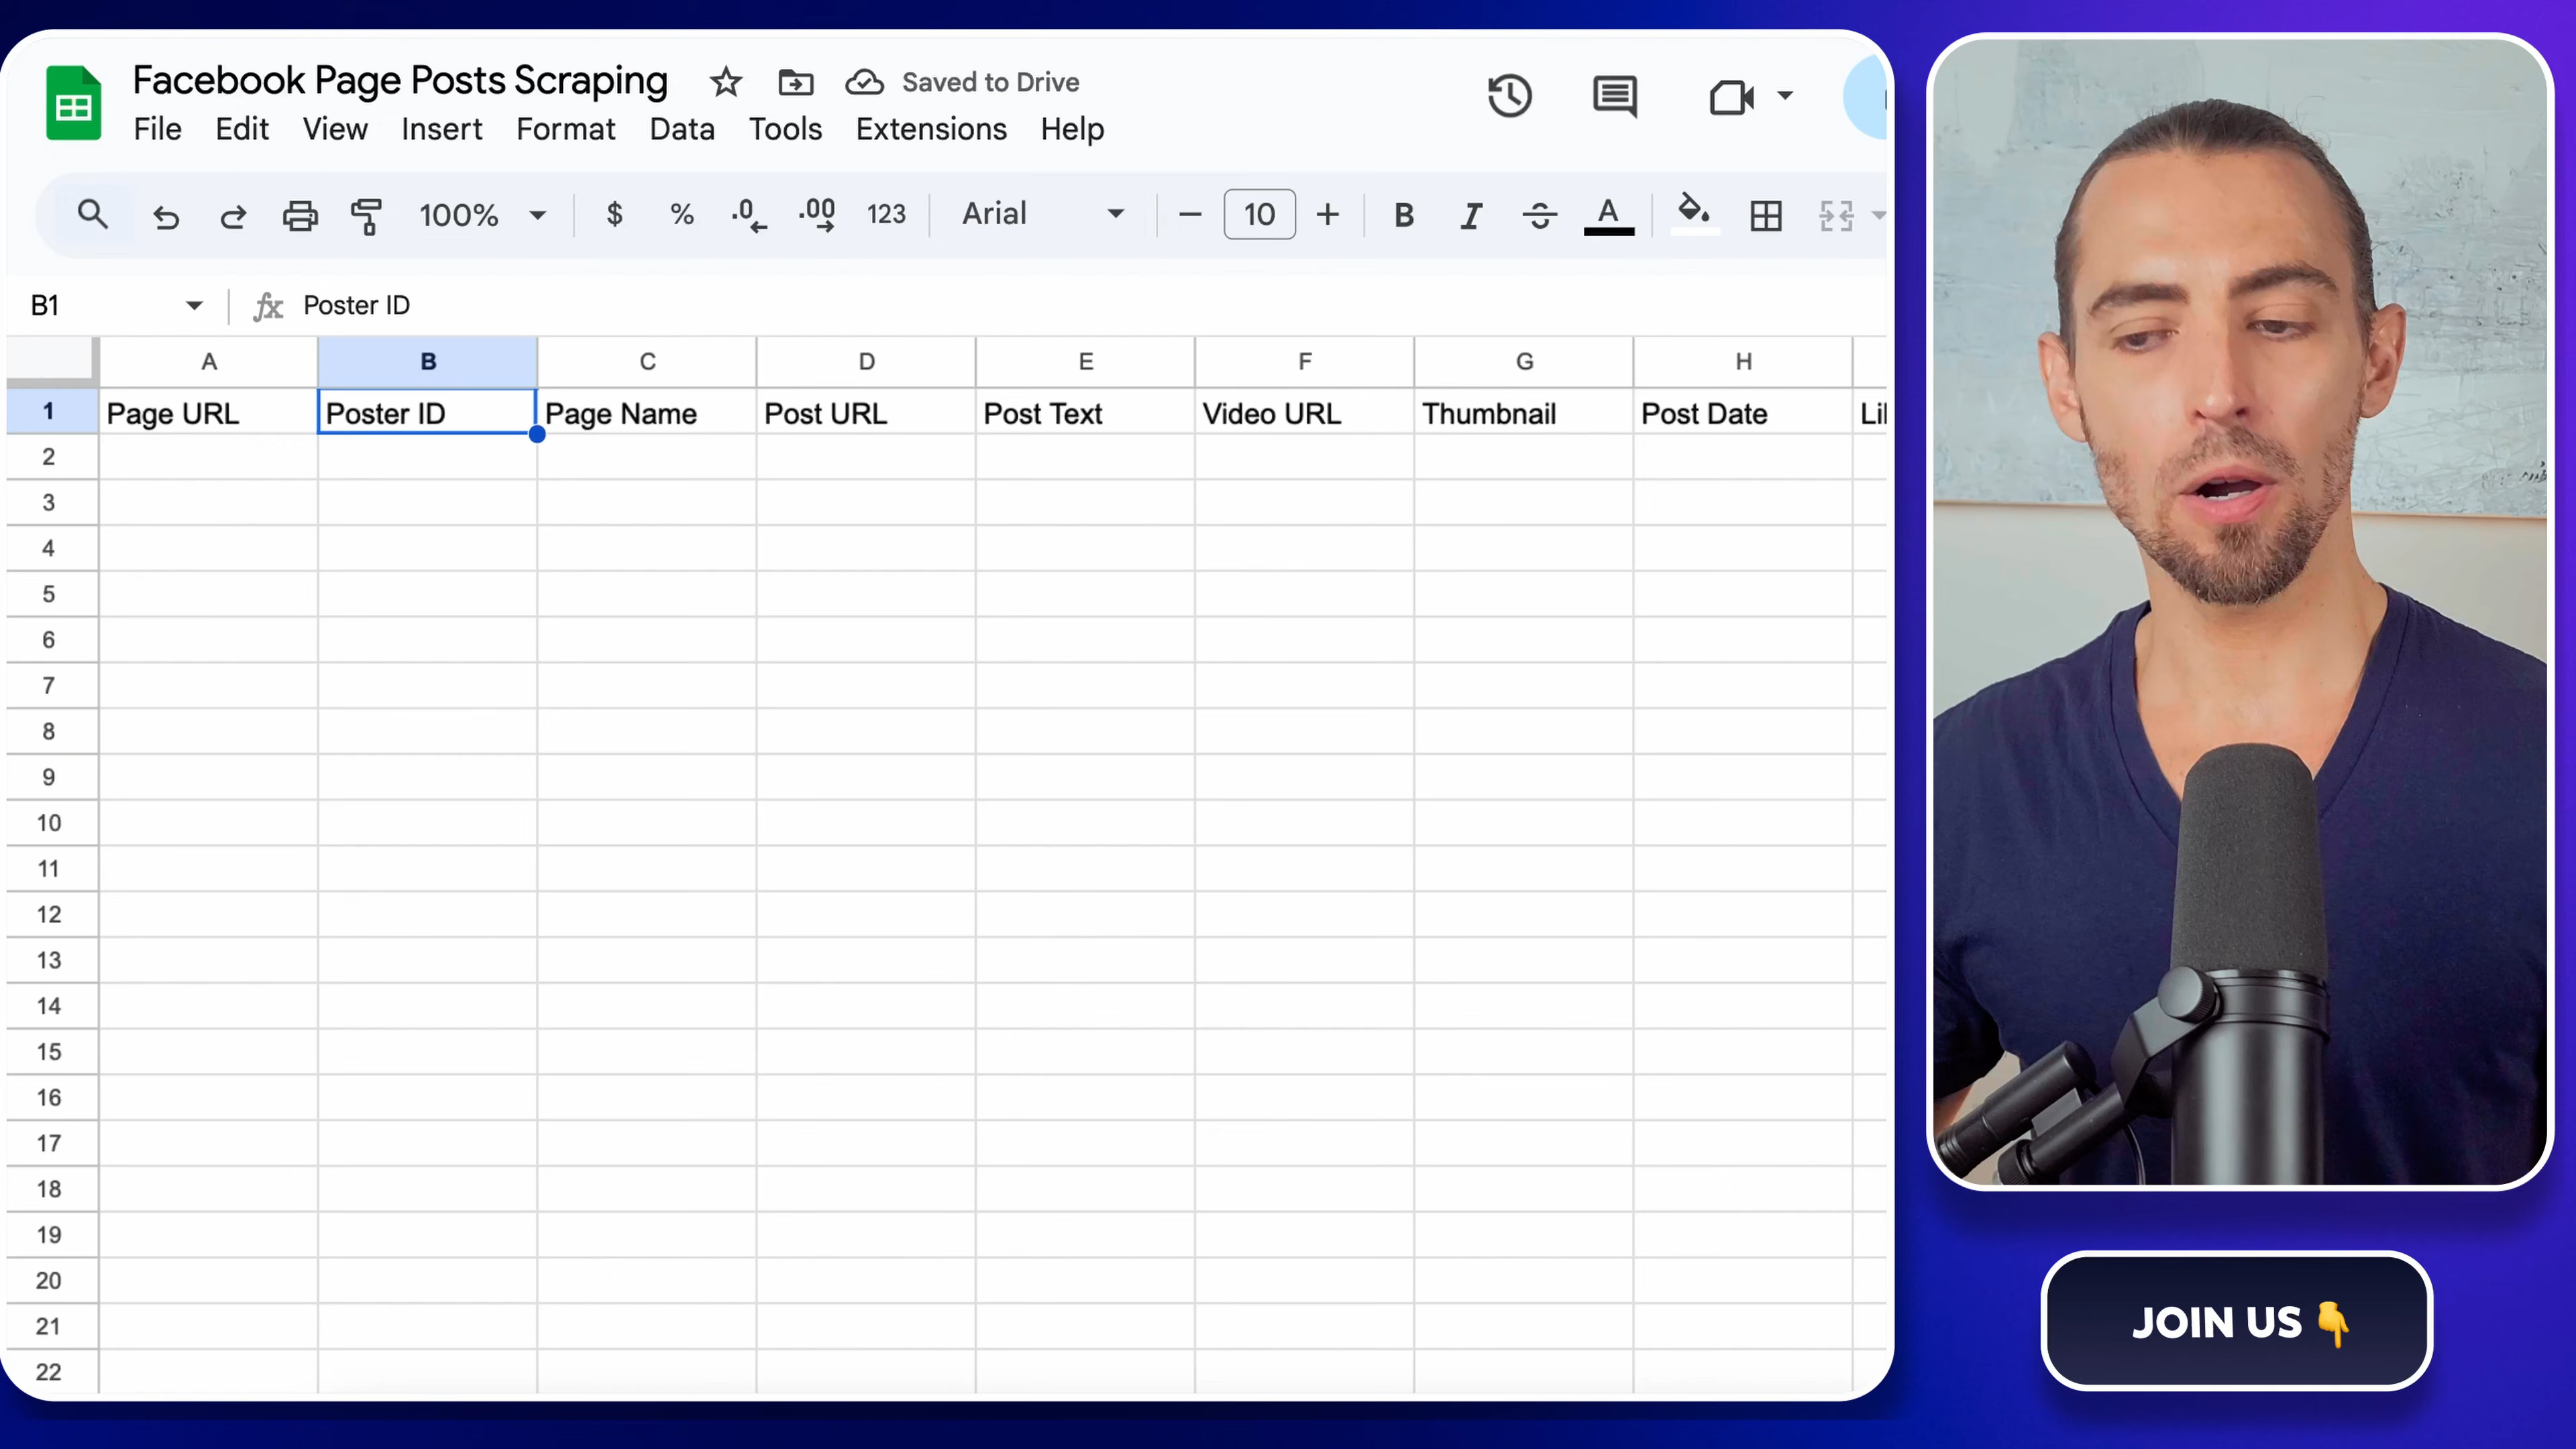 Facebook Page Posts Scraping
Saved to Drive
File Edit View Insert Format Data Tools Extensions Help
100% $ % .0 .00 123 Arial 10 B I S A
B1 fx Poster ID
A B C D E F G H
1 Page URL Poster ID Page Name Post URL Post Text Video URL Thumbnail Post Date
2
3
4
5
6
7
8
9
10
11
12
13
14
15
16
17
18
19
20
21
22
JOIN US 👇